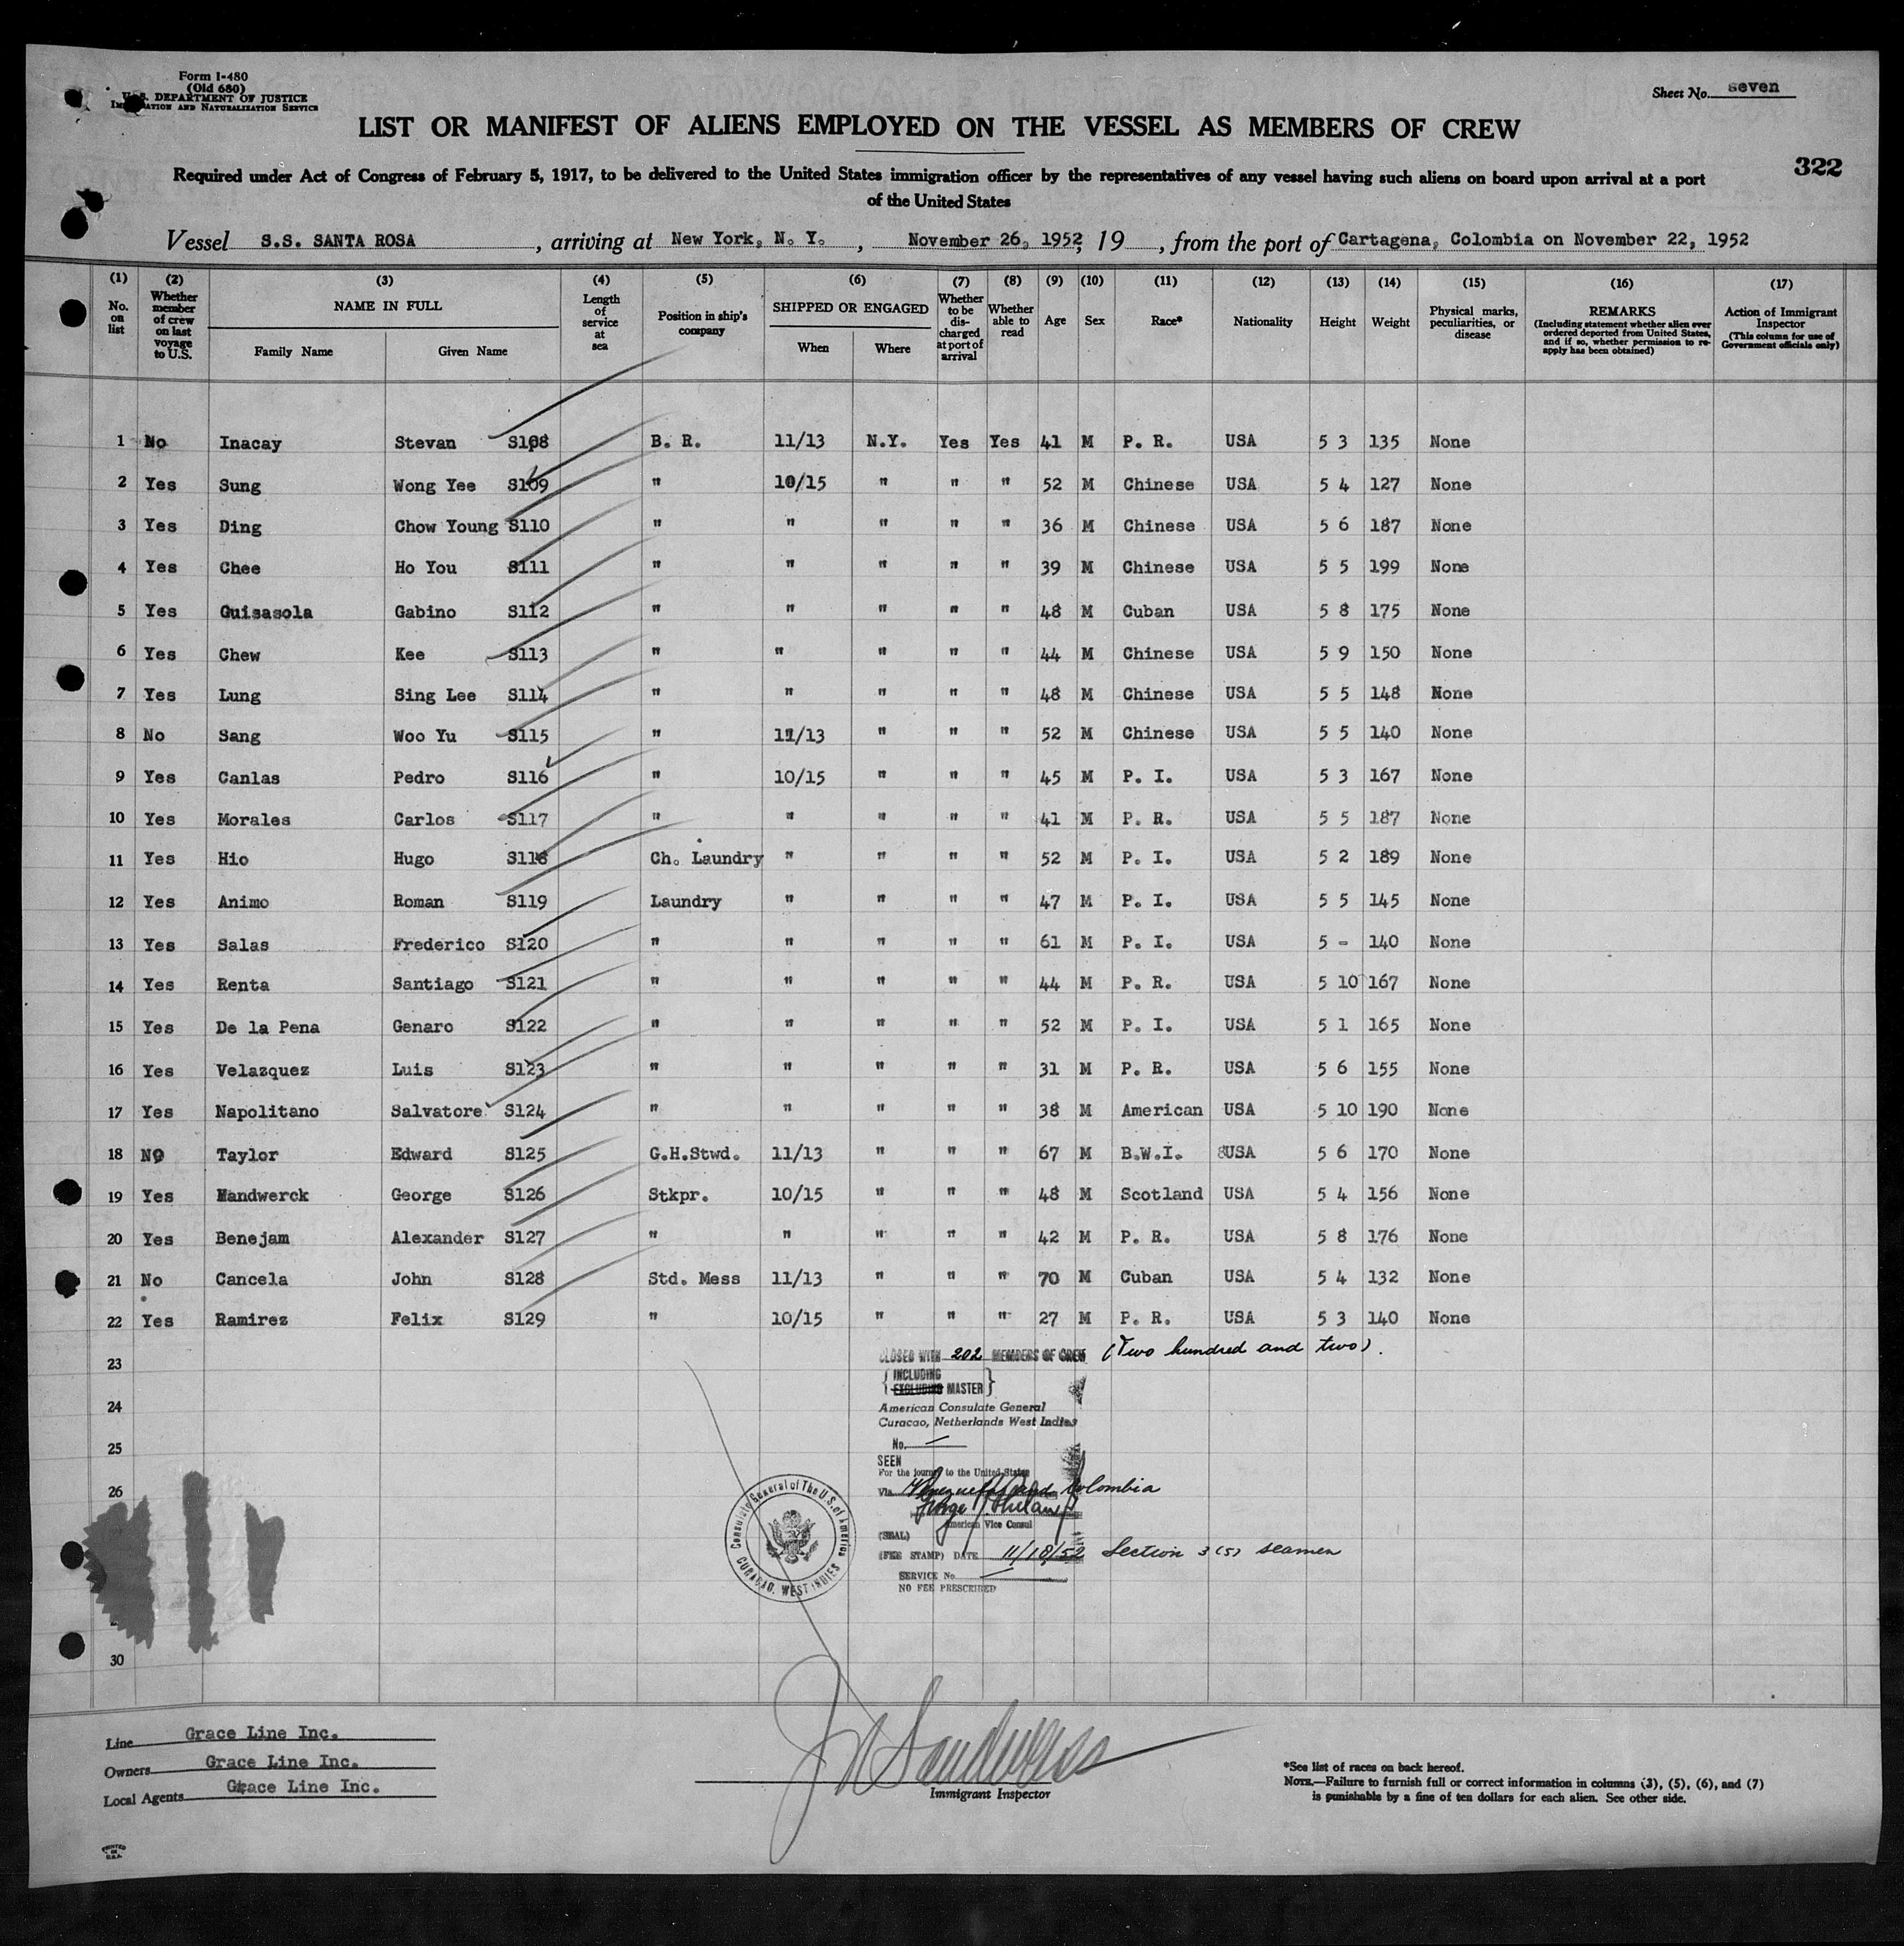 Form I-480
(Old 680)
U.S. DEPARTMENT OF JUSTICE
IMMIGRATION AND NATURALIZATION SERVICE
Sheet No. seven
LIST OR MANIFEST OF ALIENS EMPLOYED ON THE VESSEL AS MEMBERS OF CREW
322
Required under Act of Congress of February 5, 1917, to be delivered to the United States immigration officer by the representatives of any vessel having such aliens on board upon arrival at a port
of the United States
Vessel S.S. SANTA ROSA, arriving at New York, N. Y., November 26, 1952, 19 , from the port of Cartagena, Colombia on November 22, 1952
(1) No. on list
(2) Whether member of crew on last voyage to U.S.
(3) NAME IN FULL Family Name Given Name
(4) Length of service at sea
(5) Position in ship's company
(6) SHIPPED OR ENGAGED When Where
(7) Whether to be discharged at port of arrival
(8) Whether able to read
(9) Age
(10) Sex
(11) Race*
(12) Nationality
(13) Height
(14) Weight
(15) Physical marks, peculiarities, or disease
(16) REMARKS (Including statement whether alien ever ordered deported from United States, and if so, whether permission to re-apply has been obtained)
(17) Action of Immigrant Inspector (This column for use of Government officials only)
1 No Inacay Stevan S108 B. R. 11/13 N.Y. Yes Yes 41 M P. R. USA 5 3 135 None
2 Yes Sung Wong Yee S109 " 10/15 " " " 52 M Chinese USA 5 4 127 None
3 Yes Ding Chow Young S110 " " " " " 36 M Chinese USA 5 6 187 None
4 Yes Chee Ho You S111 " " " " " 39 M Chinese USA 5 5 199 None
5 Yes Guisasola Gabino S112 " " " " " 48 M Cuban USA 5 8 175 None
6 Yes Chew Kee S113 " " " " " 44 M Chinese USA 5 9 150 None
7 Yes Lung Sing Lee S114 " " " " " 48 M Chinese USA 5 5 148 None
8 No Sang Woo Yu S115 " 11/13 " " " 52 M Chinese USA 5 5 140 None
9 Yes Canlas Pedro S116 " 10/15 " " " 45 M P. I. USA 5 3 167 None
10 Yes Morales Carlos S117 " " " " " 41 M P. R. USA 5 5 187 None
11 Yes Hio Hugo S118 Ch. Laundry " " " " 52 M P. I. USA 5 2 189 None
12 Yes Animo Roman S119 Laundry " " " " 47 M P. I. USA 5 5 145 None
13 Yes Salas Frederico S120 " " " " " 61 M P. I. USA 5 - 140 None
14 Yes Renta Santiago S121 " " " " " 44 M P. R. USA 5 10 167 None
15 Yes De la Pena Genaro S122 " " " " " 52 M P. I. USA 5 1 165 None
16 Yes Velazquez Luis S123 " " " " " 31 M P. R. USA 5 6 155 None
17 Yes Napolitano Salvatore S124 " " " " " 38 M American USA 5 10 190 None
18 No Taylor Edward S125 G.H.Stwd. 11/13 " " " 67 M B.W.I. USA 5 6 170 None
19 Yes Handwerck George S126 Stkpr. 10/15 " " " 48 M Scotland USA 5 4 156 None
20 Yes Benejam Alexander S127 " " " " " 42 M P. R. USA 5 8 176 None
21 No Cancela John S128 Std. Mess 11/13 " " " 70 M Cuban USA 5 4 132 None
22 Yes Ramirez Felix S129 " 10/15 " " " 27 M P. R. USA 5 3 140 None
23
CLOSED WITH 202 MEMBERS OF CREW (Two hundred and two).
INCLUDING
EXCLUDING MASTER
24
American Consulate General
Curacao, Netherlands West Indies
25
No.
SEEN
For the journey to the United States
26
Via Colombia
American Vice Consul
Consulate General of The U.S. of America
CURACAO, WEST INDIES
(SEAL)
(FEE STAMP) DATE 11/18/52 Section 3(5) seamen
SERVICE No.
NO FEE PRESCRIBED
30
Line Grace Line Inc.
Owners Grace Line Inc.
Local Agents Grace Line Inc.
Immigrant Inspector
*See list of races on back hereof.
NOTE.—Failure to furnish full or correct information in columns (3), (5), (6), and (7)
is punishable by a fine of ten dollars for each alien. See other side.
PRINTED
IN
U.S.A.